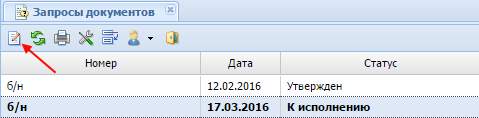 Запросы документов
Номер Дата Статус
б/н 12.02.2016 Утвержден
б/н 17.03.2016 К исполнению